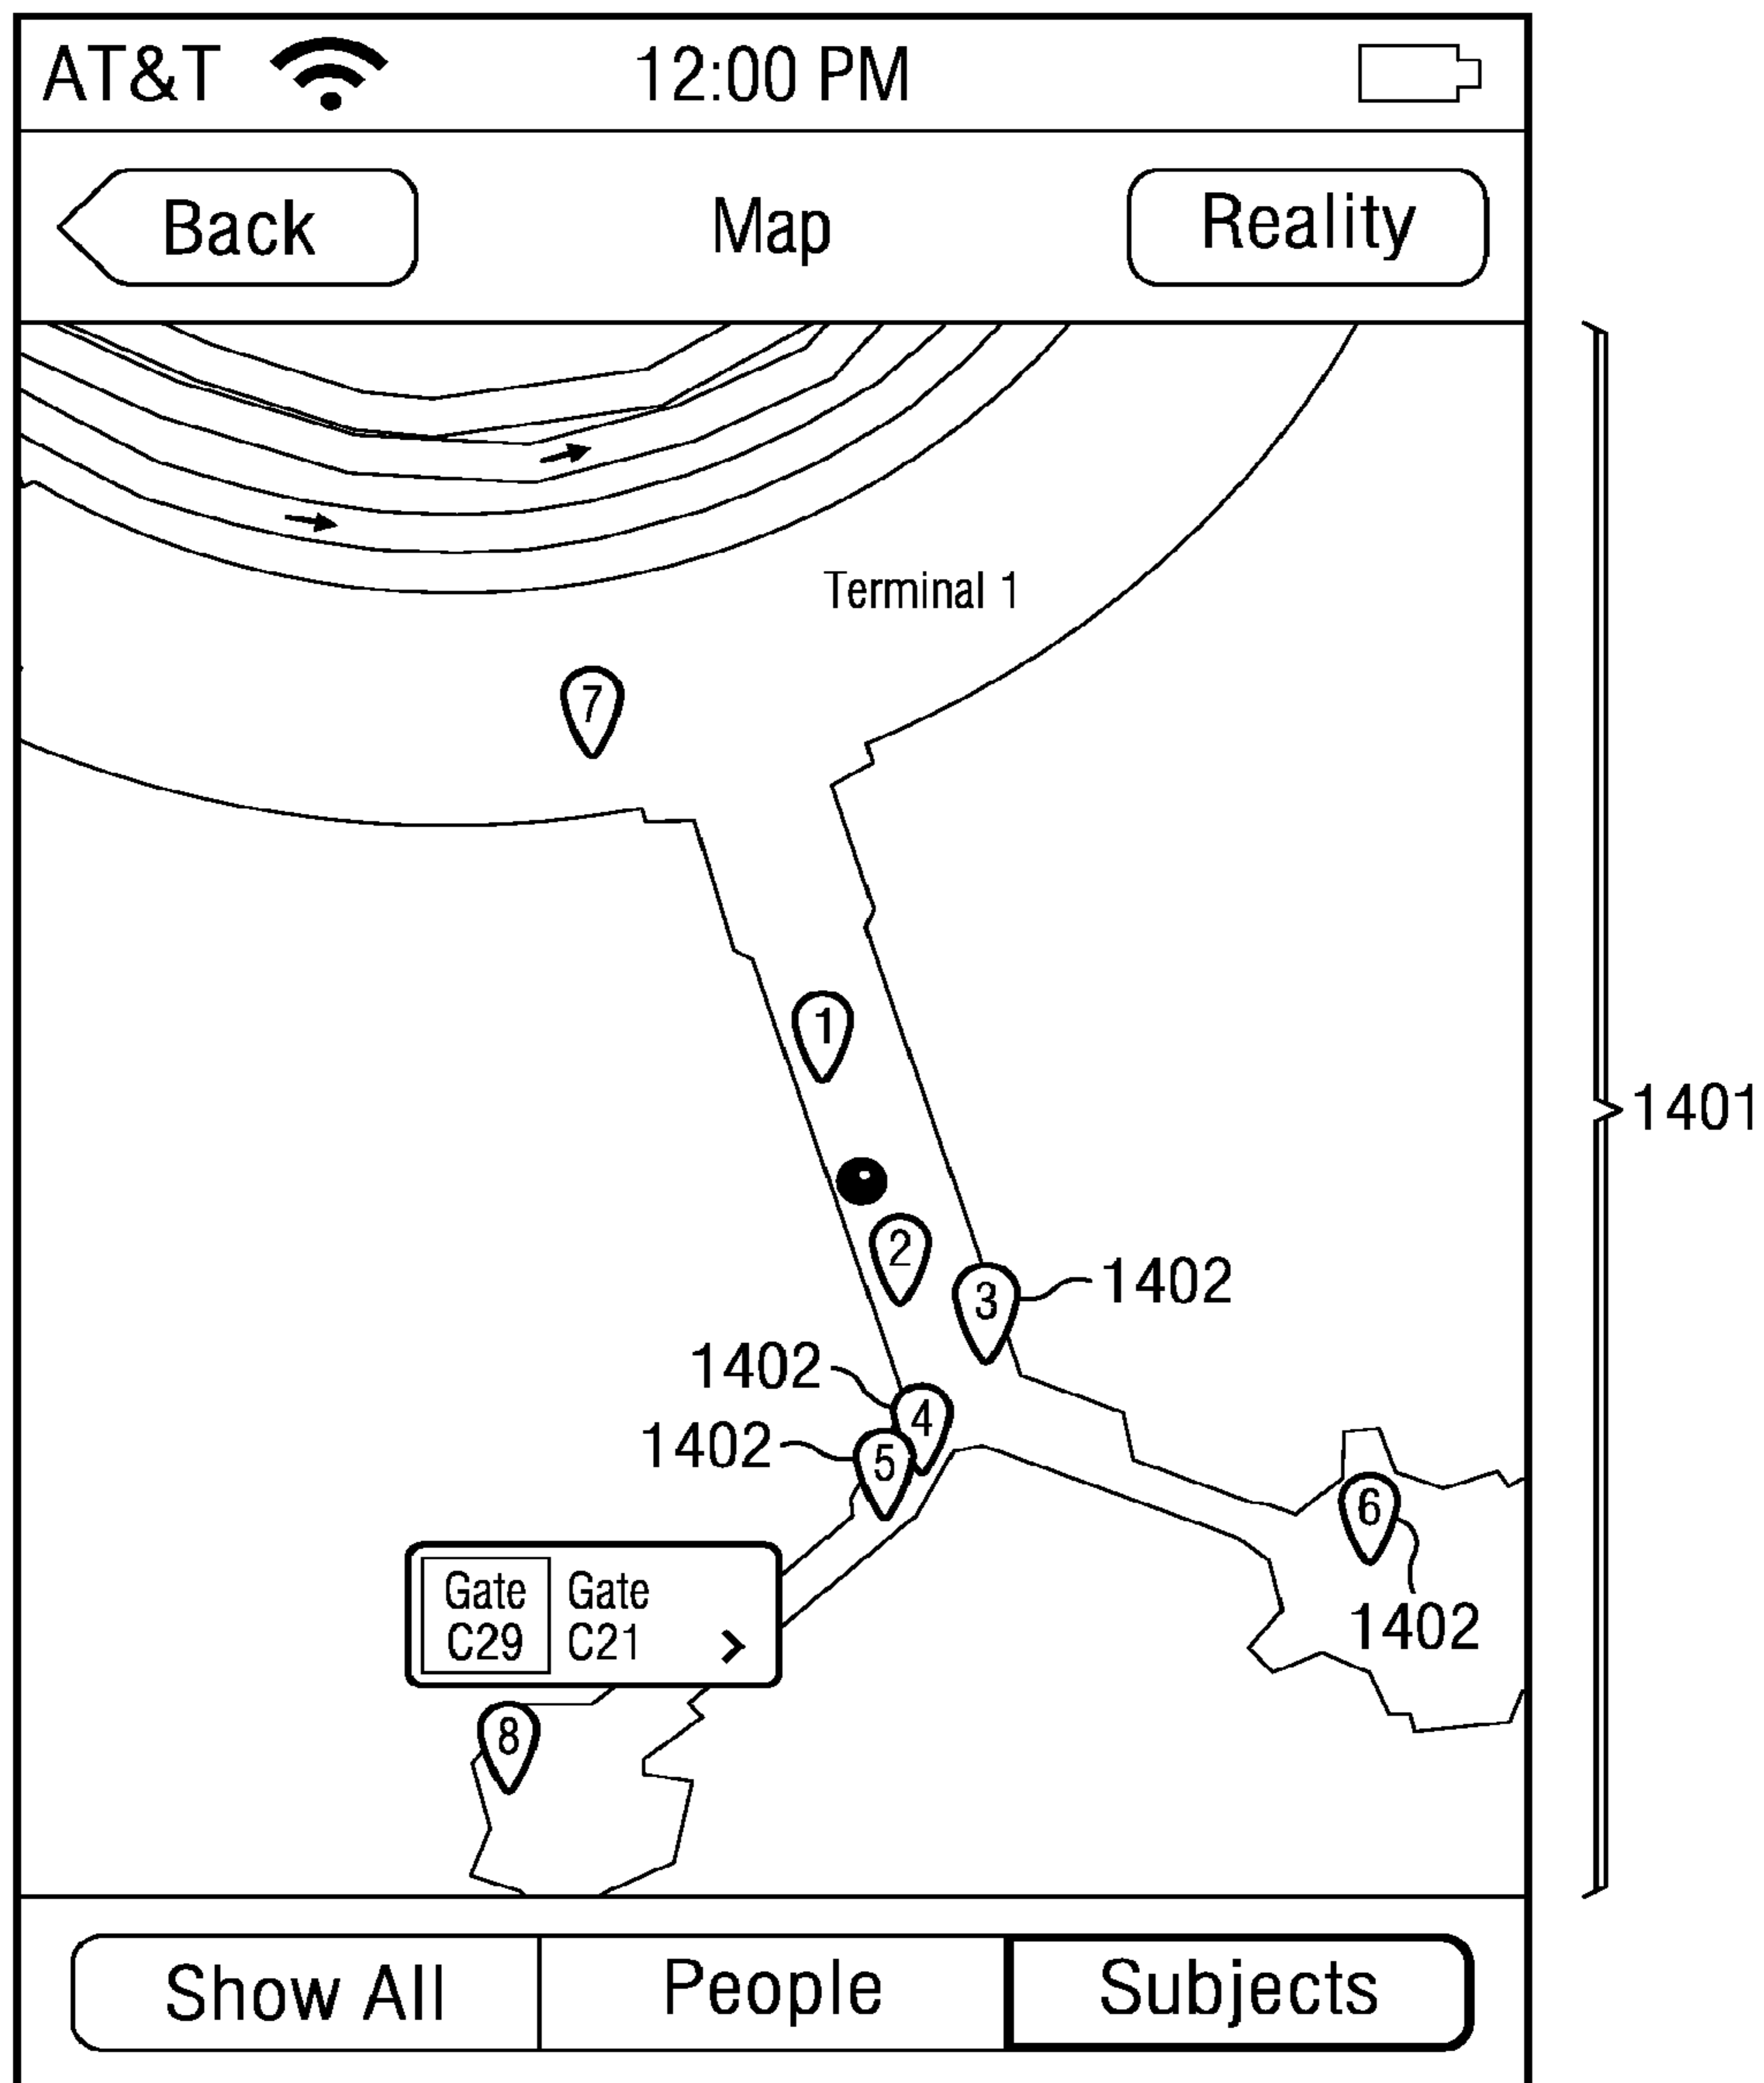 AT&T 12:00 PM
Back Map Reality
Terminal 1
7
1
1401
2
3 1402
1402 4
1402 5
6
1402
Gate Gate
C29 C21 >
8
Show All People Subjects